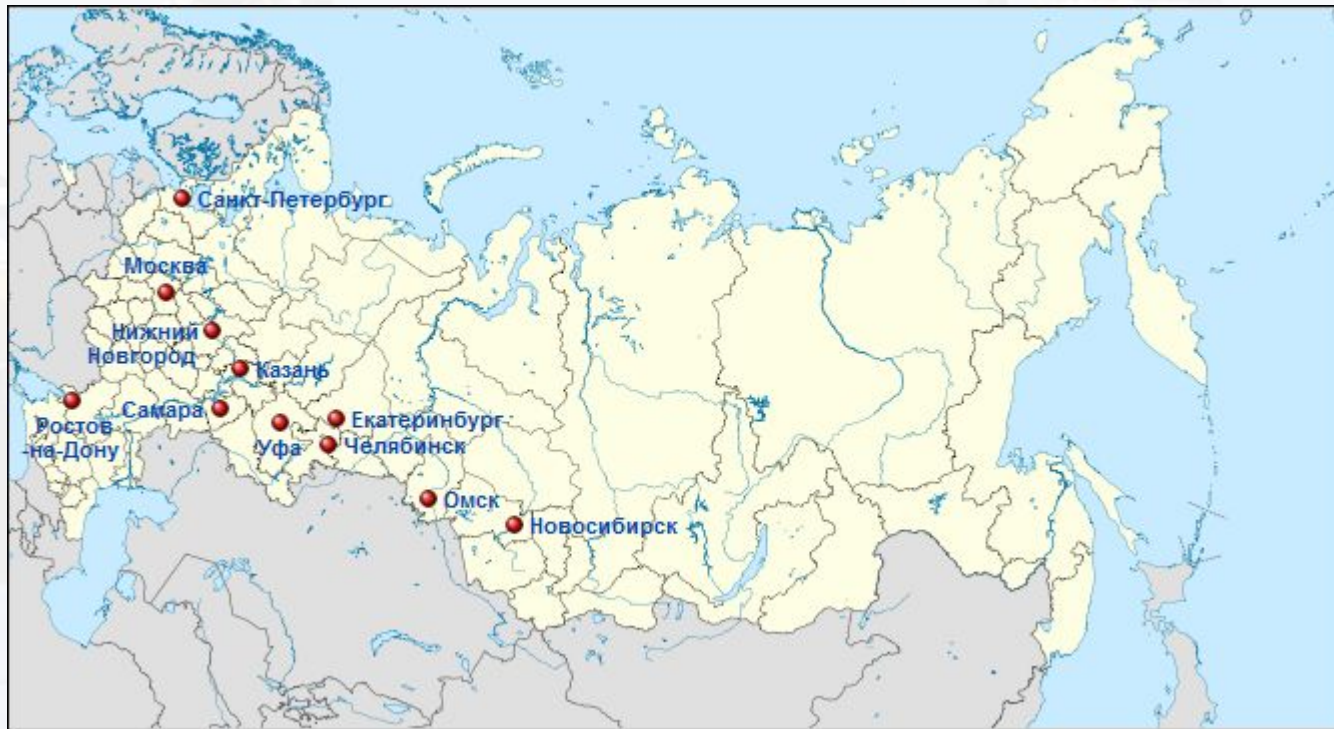 Санкт-Петербург
Москва
Нижний
Новгород
Казань
Самара
Ростов
-на-Дону
Уфа
Екатеринбург
Челябинск
Омск
Новосибирск